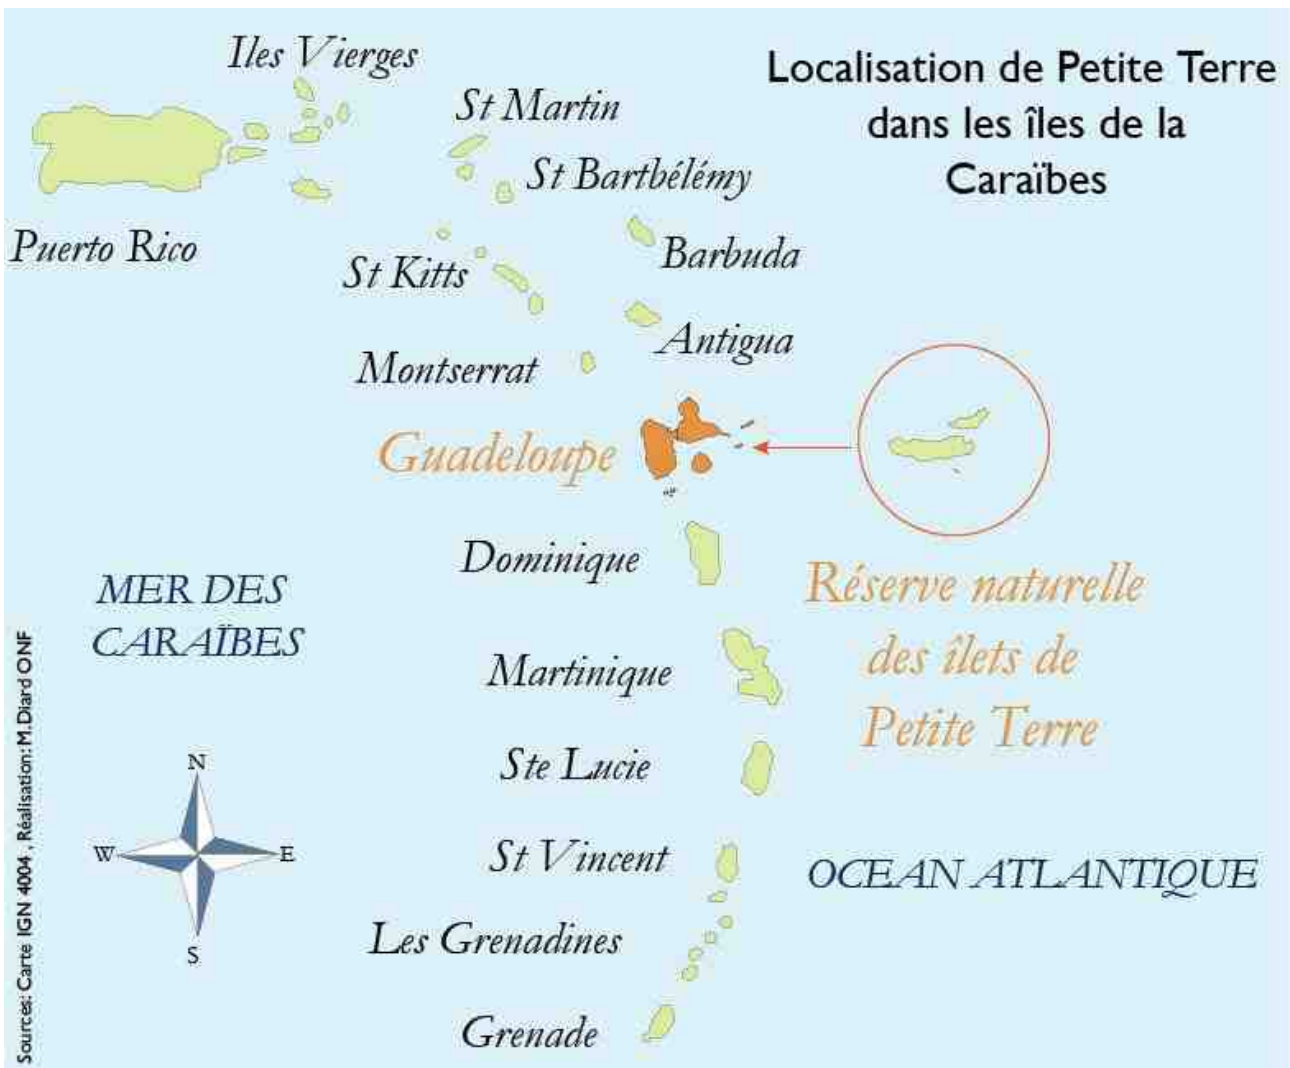 Localisation de Petite Terre
dans les îles de la
Caraïbes
Iles Vierges
St Martin
St Bartbélémy
Puerto Rico
St Kitts
Barbuda
Antigua
Montserrat
Guadeloupe
Dominique
Réserve naturelle
des îlets de
Petite Terre
MER DES
CARAÏBES
Martinique
Ste Lucie
St Vincent
OCEAN ATLANTIQUE
Les Grenadines
Grenade
N
W
E
S
Sources: Carte IGN 4004 , Réalisation: M.Diard ONF